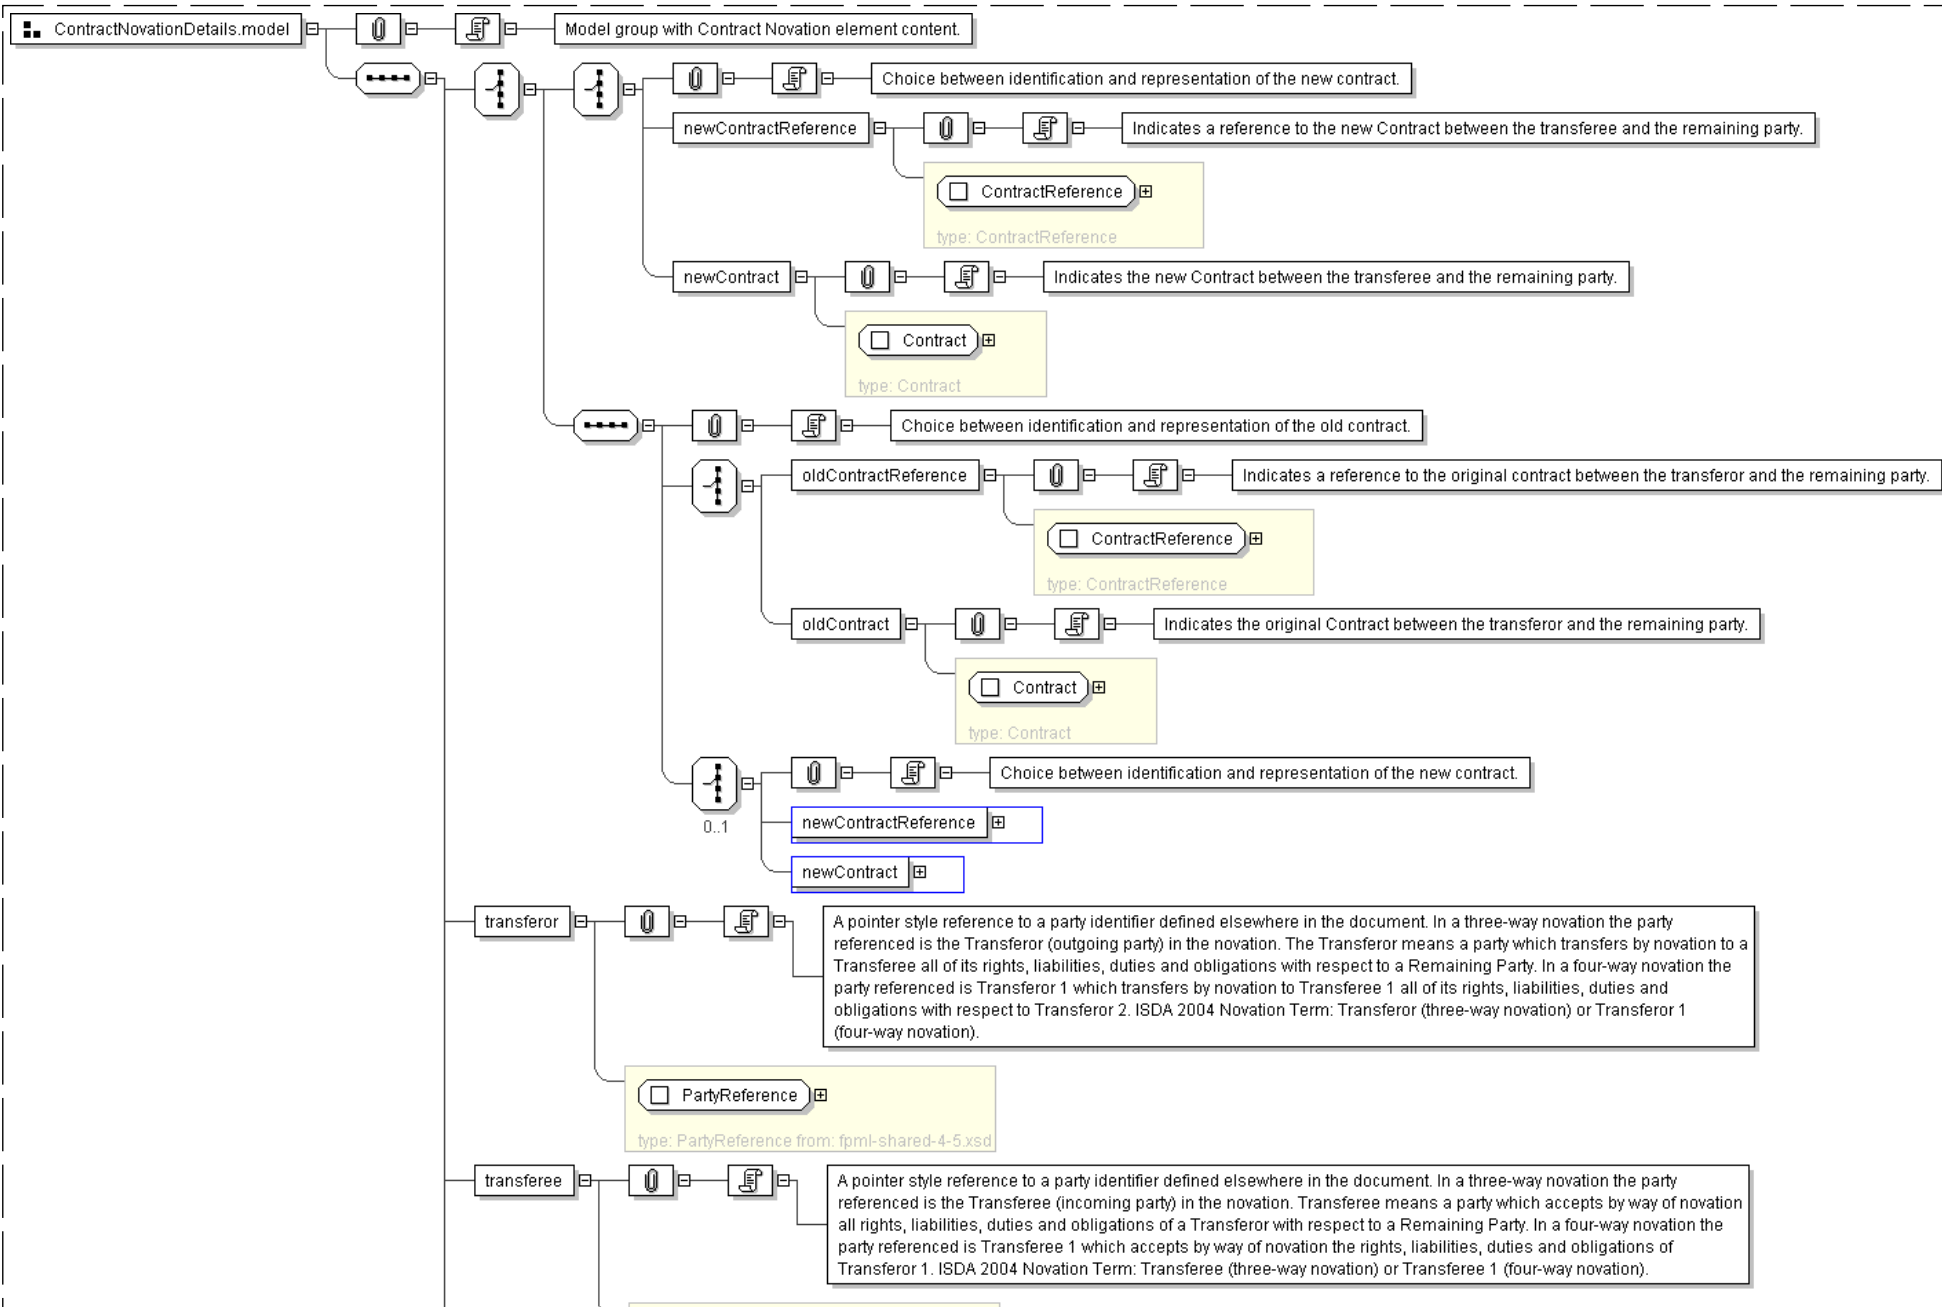 ContractNovationDetails.model
Model group with Contract Novation element content.
Choice between identification and representation of the new contract.
newContractReference
Indicates a reference to the new Contract between the transferee and the remaining party.
ContractReference
type: ContractReference
newContract
Indicates the new Contract between the transferee and the remaining party.
Contract
type: Contract
Choice between identification and representation of the old contract.
oldContractReference
Indicates a reference to the original contract between the transferor and the remaining party.
ContractReference
type: ContractReference
oldContract
Indicates the original Contract between the transferor and the remaining party.
Contract
type: Contract
Choice between identification and representation of the new contract.
0..1
newContractReference
newContract
transferor
A pointer style reference to a party identifier defined elsewhere in the document. In a three-way novation the party
referenced is the Transferor (outgoing party) in the novation. The Transferor means a party which transfers by novation to a
Transferee all of its rights, liabilities, duties and obligations with respect to a Remaining Party. In a four-way novation the
party referenced is Transferor 1 which transfers by novation to Transferee 1 all of its rights, liabilities, duties and
obligations with respect to Transferor 2. ISDA 2004 Novation Term: Transferor (three-way novation) or Transferor 1
(four-way novation).
PartyReference
type: PartyReference from: fpml-shared-4-5.xsd
transferee
A pointer style reference to a party identifier defined elsewhere in the document. In a three-way novation the party
referenced is the Transferee (incoming party) in the novation. Transferee means a party which accepts by way of novation
all rights, liabilities, duties and obligations of a Transferor with respect to a Remaining Party. In a four-way novation the
party referenced is Transferee 1 which accepts by way of novation the rights, liabilities, duties and obligations of
Transferor 1. ISDA 2004 Novation Term: Transferee (three-way novation) or Transferee 1 (four-way novation).